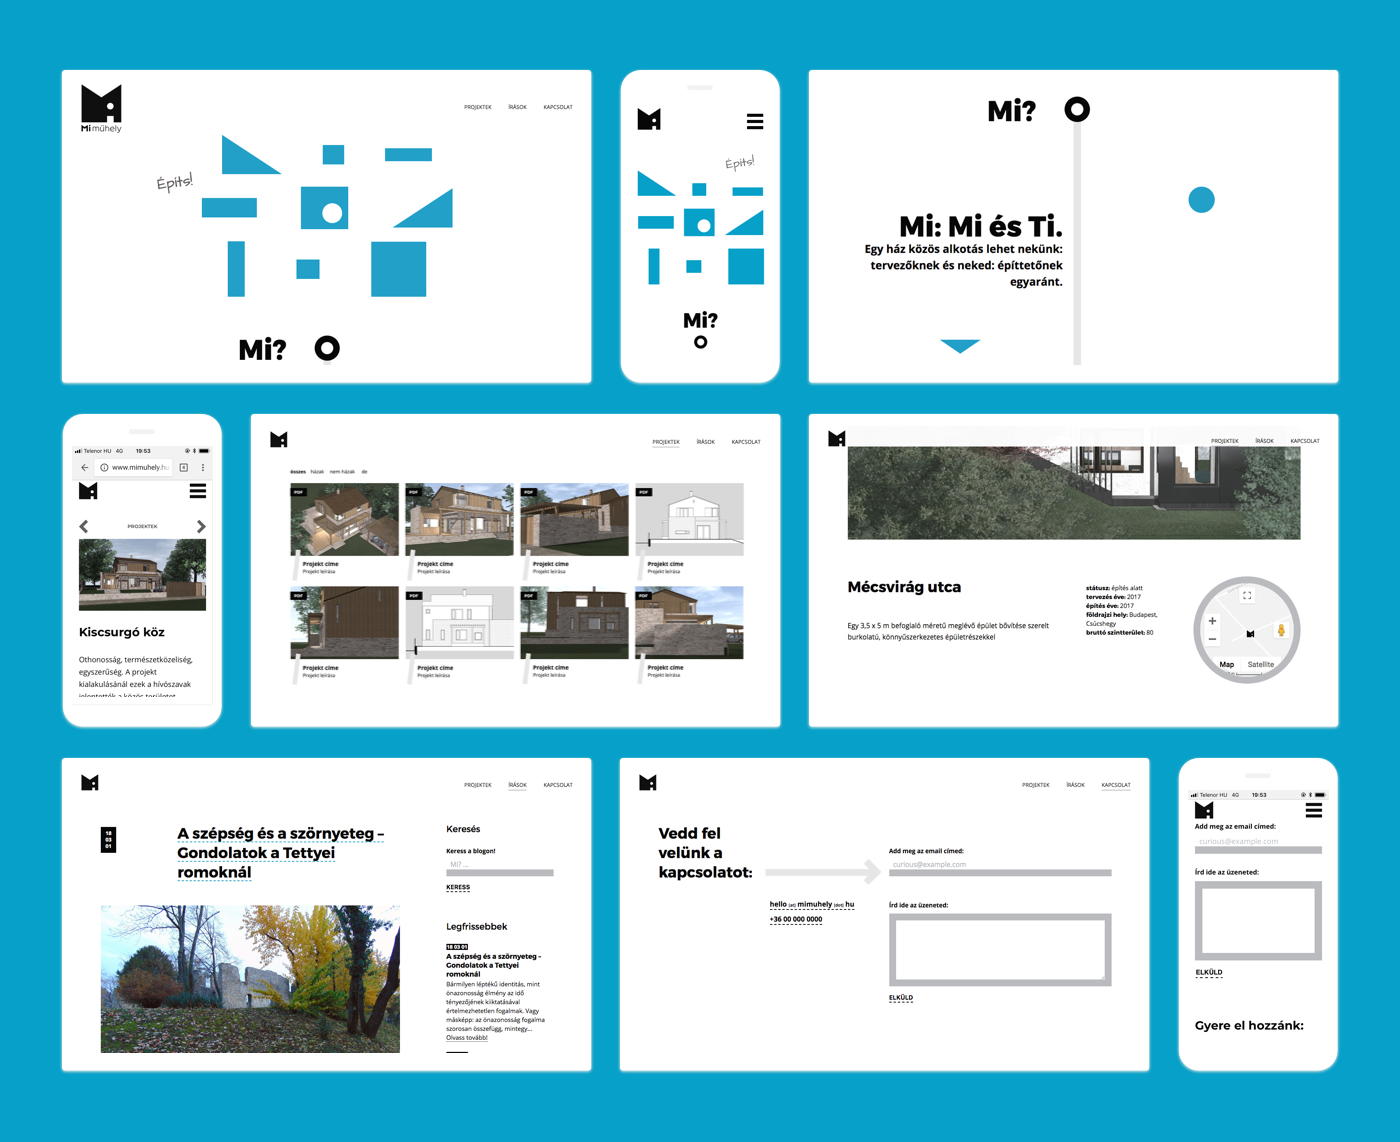 Mi műhely
PROJEKTEK ÍRÁSOK KAPCSOLAT
Építs!
Mi?
Építs!
Mi?
Mi?
Mi: Mi és Ti.
Egy ház közös alkotás lehet nekünk:
tervezőknek és neked: építtetőnek
egyaránt.
Telenor HU 4G 19:53
www.mimuhely.hu
PROJEKTEK
Kiscsurgó köz
Othonosság, természetközeliség,
egyszerűség. A projekt
kialakulásánál ezek a hívószavak
jelentették a közös területet
PROJEKTEK ÍRÁSOK KAPCSOLAT
összes házak nem házak de
PDF PDF PDF PDF
Projekt címe Projekt címe Projekt címe Projekt címe
Projekt leírása Projekt leírása Projekt leírása Projekt leírása
PDF PDF PDF PDF
Projekt címe Projekt címe Projekt címe Projekt címe
Projekt leírása Projekt leírása Projekt leírása Projekt leírása
PROJEKTEK ÍRÁSOK KAPCSOLAT
Mécsvirág utca
Egy 3,5 x 5 m befoglaló méretű meglévő épület bővítése szerelt
burkolatú, könnyűszerkezetes épületrészekkel
státusz: építés alatt
tervezés éve: 2017
építés éve: 2017
földrajzi hely: Budapest,
Csúcshegy
bruttó szintterület: 80
+
−
Map Satellite
PROJEKTEK ÍRÁSOK KAPCSOLAT
18
03
01
A szépség és a szörnyeteg –
Gondolatok a Tettyei
romoknál
Keresés
Keress a blogon!
Mi? ...
KERESS
Legfrissebbek
18 03 01
A szépség és a szörnyeteg –
Gondolatok a Tettyei
romoknál
Bármilyen léptékű identitás, mint
önazonosság élmény az idő
tényezőjének kiiktatásával
értelmezhetetlen fogalmak. Vagy
másképp: az önazonosság fogalma
szorosan összefügg, mintegy...
Olvass tovább!
PROJEKTEK ÍRÁSOK KAPCSOLAT
Vedd fel
velünk a
kapcsolatot:
hello (at) mimuhely (dot) hu
+36 00 000 0000
Add meg az email címed:
curious@example.com
Írd ide az üzeneted:
ELKÜLD
Telenor HU 4G 19:53
Add meg az email címed:
curious@example.com
Írd ide az üzeneted:
ELKÜLD
Gyere el hozzánk: